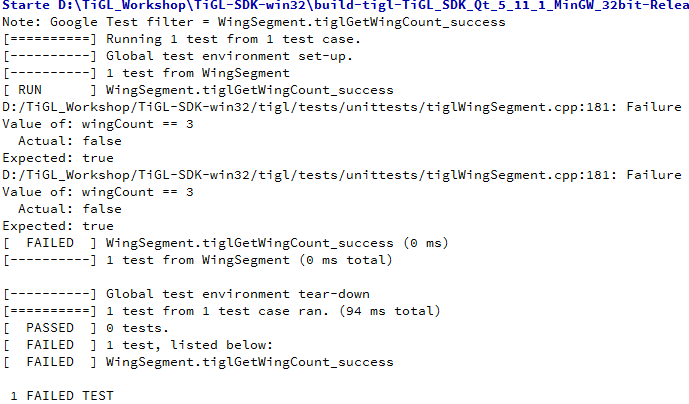 Starte D:\TiGL_Workshop\TiGL-SDK-win32\build-tigl-TiGL_SDK_Qt_5_11_1_MinGW_32bit-Relea
Note: Google Test filter = WingSegment.tiglGetWingCount_success
[==========] Running 1 test from 1 test case.
[----------] Global test environment set-up.
[----------] 1 test from WingSegment
[ RUN      ] WingSegment.tiglGetWingCount_success
D:/TiGL_Workshop/TiGL-SDK-win32/tigl/tests/unittests/tiglWingSegment.cpp:181: Failure
Value of: wingCount == 3
  Actual: false
Expected: true
D:/TiGL_Workshop/TiGL-SDK-win32/tigl/tests/unittests/tiglWingSegment.cpp:181: Failure
Value of: wingCount == 3
  Actual: false
Expected: true
[  FAILED  ] WingSegment.tiglGetWingCount_success (0 ms)
[----------] 1 test from WingSegment (0 ms total)

[----------] Global test environment tear-down
[==========] 1 test from 1 test case ran. (94 ms total)
[  PASSED  ] 0 tests.
[  FAILED  ] 1 test, listed below:
[  FAILED  ] WingSegment.tiglGetWingCount_success

 1 FAILED TEST